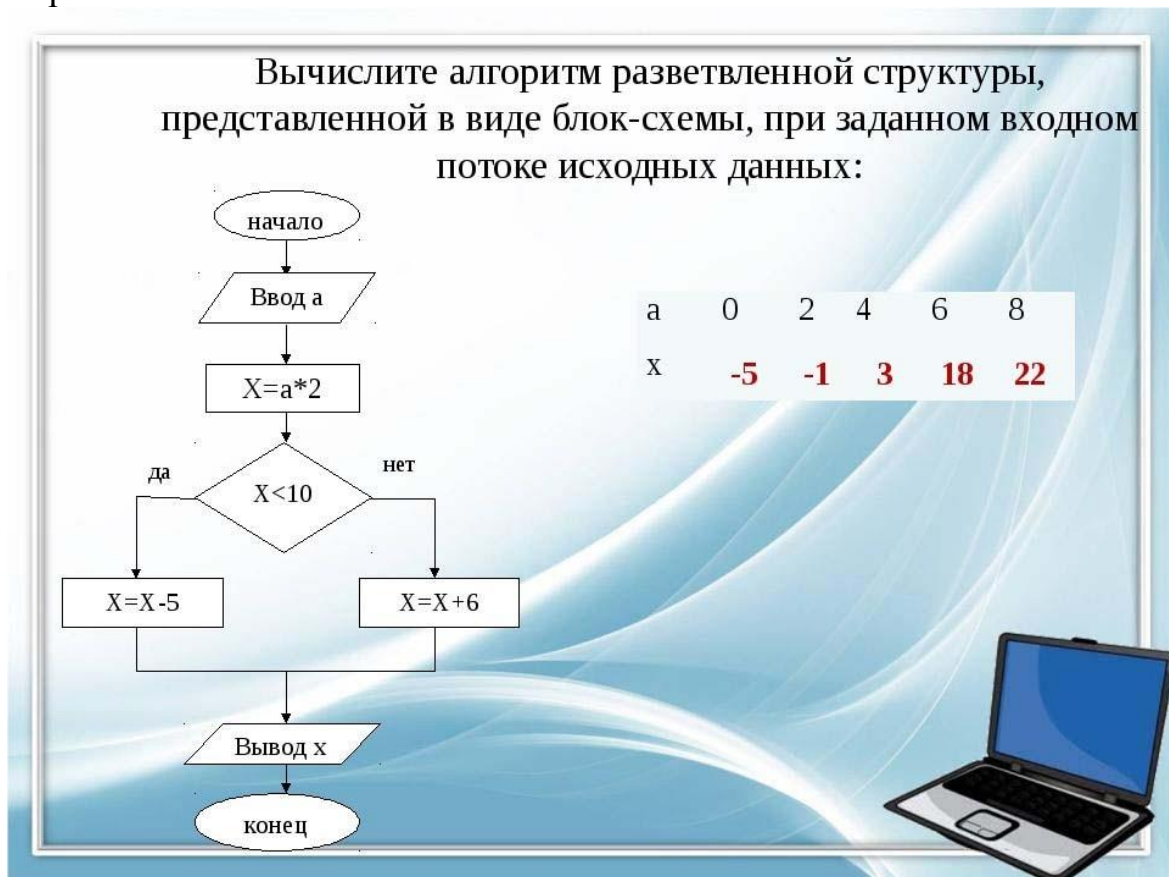 Вычислите алгоритм разветвленной структуры,
представленной в виде блок-схемы, при заданном входном
потоке исходных данных:
начало
Ввод а
X=a*2
да
нет
X<10
X=X-5
X=X+6
Вывод х
конец
а 0 2 4 6 8
х -5 -1 3 18 22